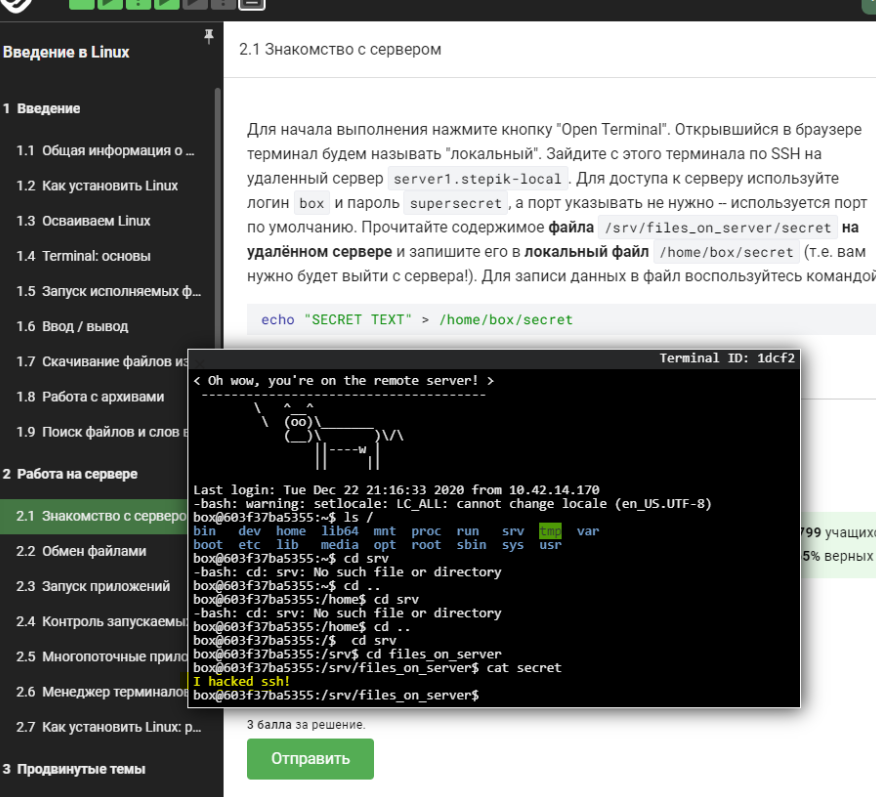 Введение в Linux
1 Введение
1.1 Общая информация о ...
1.2 Как установить Linux
1.3 Осваиваем Linux
1.4 Terminal: основы
1.5 Запуск исполняемых ф...
1.6 Ввод / вывод
1.7 Скачивание файлов из
1.8 Работа с архивами
1.9 Поиск файлов и слов в
2 Работа на сервере
2.1 Знакомство с серверо
2.2 Обмен файлами
2.3 Запуск приложений
2.4 Контроль запускаемы
2.5 Многопоточные прило
2.6 Менеджер терминалов
2.7 Как установить Linux: р...
3 Продвинутые темы
2.1 Знакомство с сервером
Для начала выполнения нажмите кнопку "Open Terminal". Открывшийся в браузере
терминал будем называть "локальный". Зайдите с этого терминала по SSH на
удаленный сервер server1.stepik-local . Для доступа к серверу используйте
логин box и пароль supersecret , а порт указывать не нужно – используется порт
по умолчанию. Прочитайте содержимое файла /srv/files_on_server/secret на
удалённом сервере и запишите его в локальный файл /home/box/secret (т.е. вам
нужно будет выйти с сервера!). Для записи данных в файл воспользуйтесь командой
echo "SECRET TEXT" > /home/box/secret
Terminal ID: 1dcf2
< Oh wow, you're on the remote server! >
--------------------------------------
\ ^__^
\ (oo)\_______
(__)\ )\/\
||----w |
|| ||
Last login: Tue Dec 22 21:16:33 2020 from 10.42.14.170
-bash: warning: setlocale: LC_ALL: cannot change locale (en_US.UTF-8)
box@603f37ba5355:~$ ls /
bin dev home lib64 mnt proc run srv tmp var
boot etc lib media opt root sbin sys usr
box@603f37ba5355:~$ cd srv
-bash: cd: srv: No such file or directory
box@603f37ba5355:~$ cd ..
box@603f37ba5355:/home$ cd srv
-bash: cd: srv: No such file or directory
box@603f37ba5355:/home$ cd ..
box@603f37ba5355:/$ cd srv
box@603f37ba5355:/srv$ cd files_on_server
box@603f37ba5355:/srv/files_on_server$ cat secret
I hacked ssh!
box@603f37ba5355:/srv/files_on_server$
799 учащихс
5% верных
3 балла за решение.
Отправить